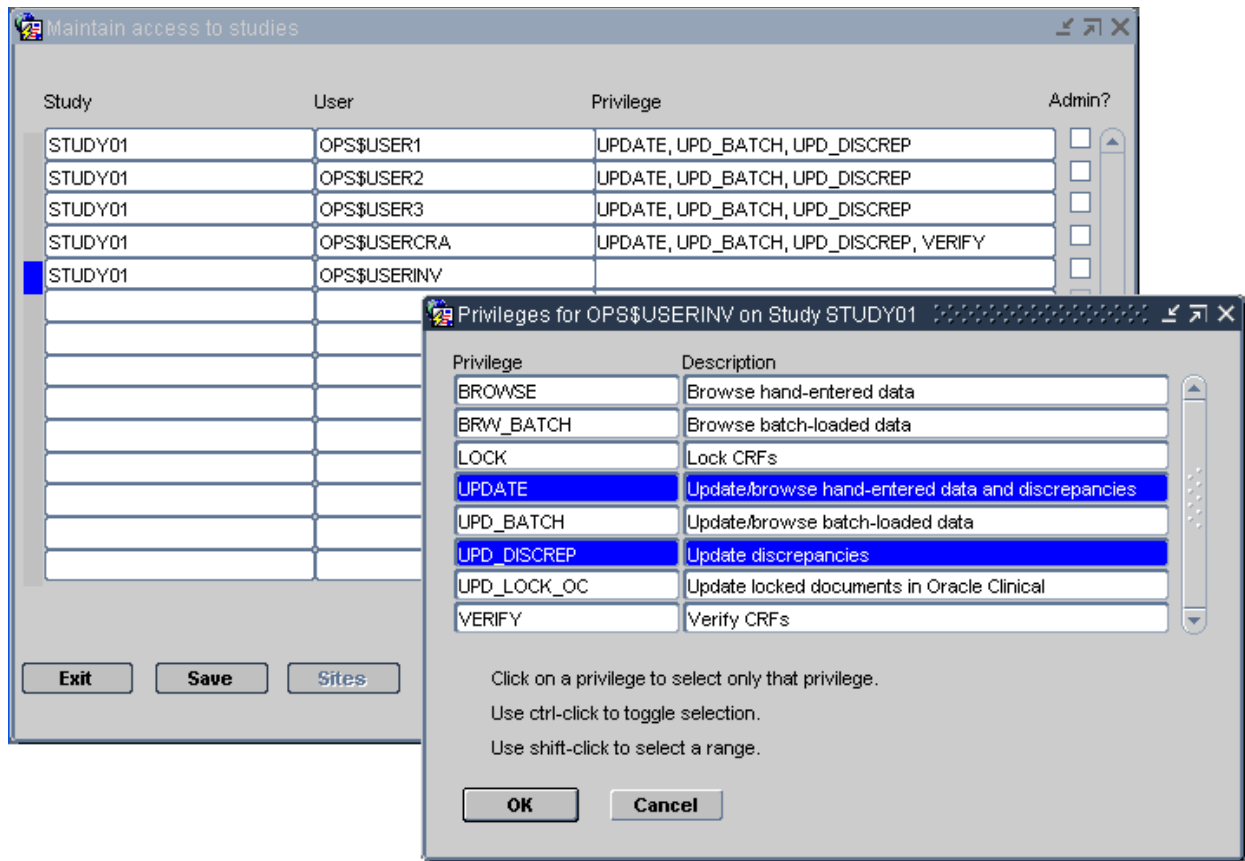 Maintain access to studies
Study User Privilege Admin?
STUDY01 OPS$USER1 UPDATE, UPD_BATCH, UPD_DISCREP
STUDY01 OPS$USER2 UPDATE, UPD_BATCH, UPD_DISCREP
STUDY01 OPS$USER3 UPDATE, UPD_BATCH, UPD_DISCREP
STUDY01 OPS$USERCRA UPDATE, UPD_BATCH, UPD_DISCREP, VERIFY
STUDY01 OPS$USERINV
Exit Save Sites
Privileges for OPS$USERINV on Study STUDY01
Privilege Description
BROWSE Browse hand-entered data
BRW_BATCH Browse batch-loaded data
LOCK Lock CRFs
UPDATE Update/browse hand-entered data and discrepancies
UPD_BATCH Update/browse batch-loaded data
UPD_DISCREP Update discrepancies
UPD_LOCK_OC Update locked documents in Oracle Clinical
VERIFY Verify CRFs
Click on a privilege to select only that privilege.
Use ctrl-click to toggle selection.
Use shift-click to select a range.
OK Cancel